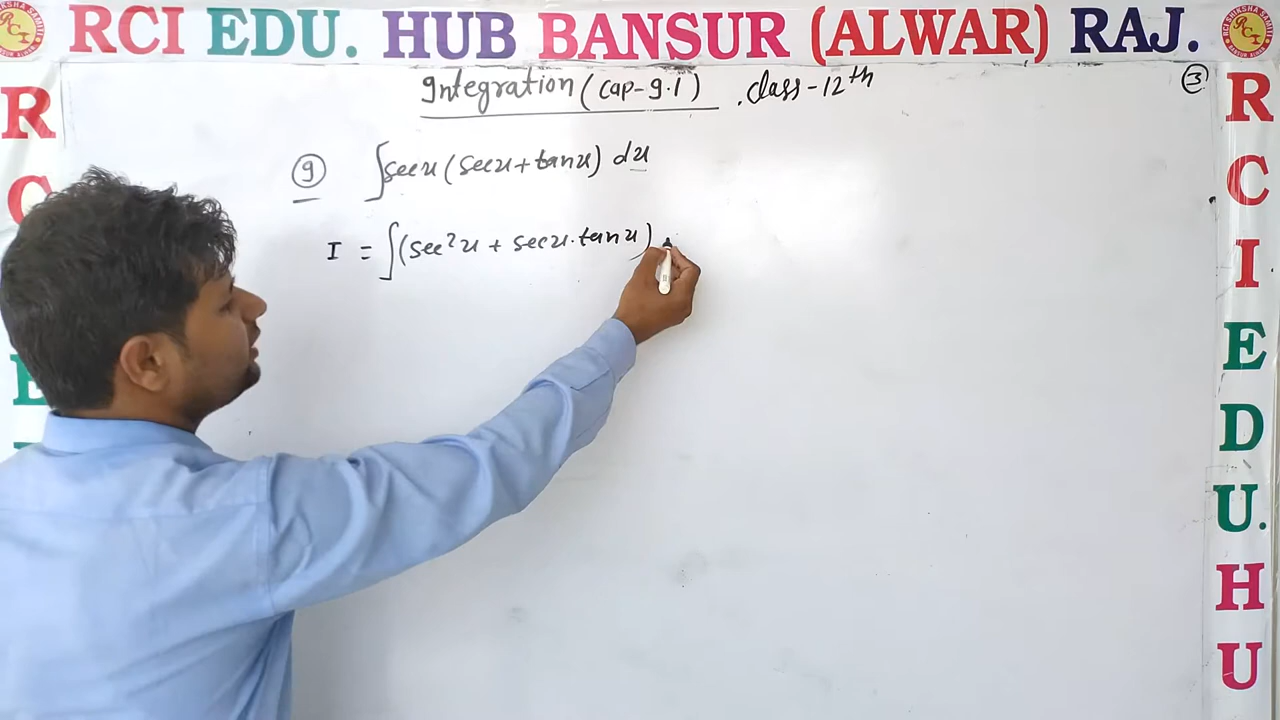 RCI EDU. HUB BANSUR (ALWAR) RAJ.
Integration (Cap-9.1) . class-12th
③
⑨ ∫secx (secx + tanx) dx
I = ∫(sec²x + secx.tanx)
R
C
E
R
C
I
E
D
U.
H
U